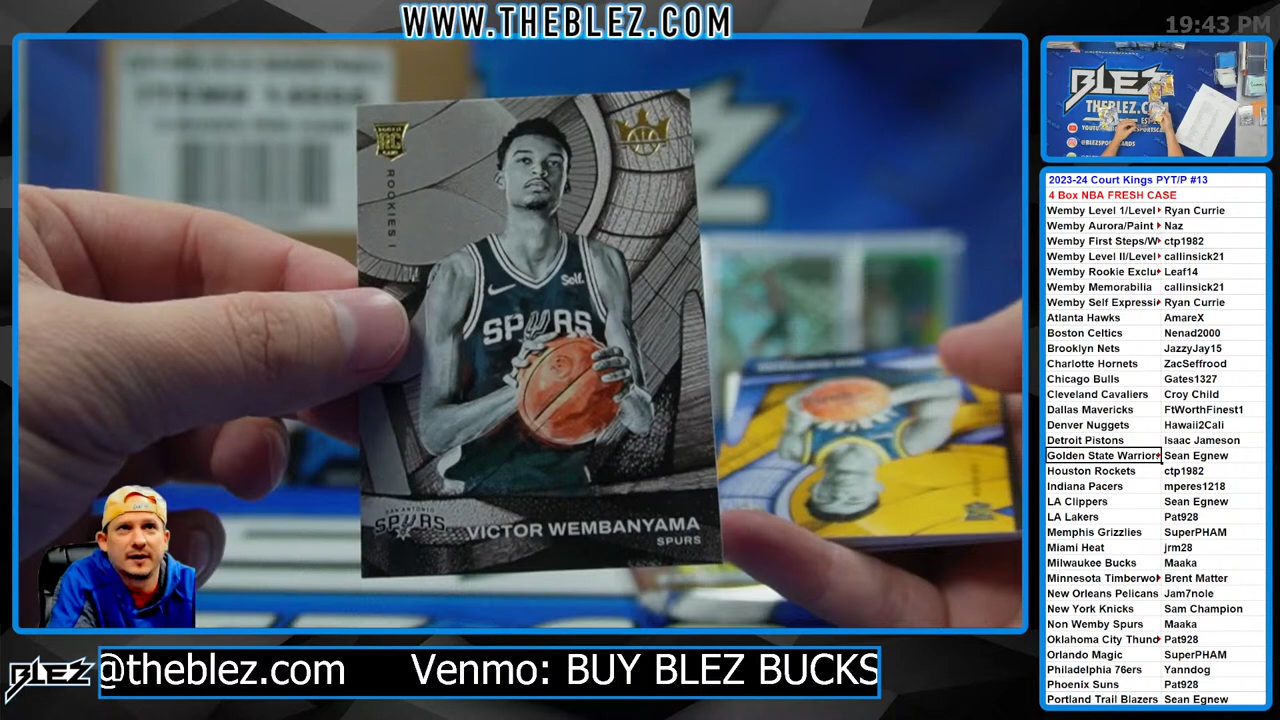 WWW.THEBLEZ.COM
19:43 PM
RC
ROOKIES I
Self.
SPURS
SAN ANTONIO
SPURS
VICTOR WEMBANYAMA
SPURS
BLEZ
THEBLEZ.COM
2023-24 Court Kings PYT/P #13
4 Box NBA FRESH CASE
Wemby Level 1/Level Ryan Currie
Wemby Aurora/Paint Naz
Wemby First Steps/W ctp1982
Wemby Level II/Level callinsick21
Wemby Rookie Exclu Leaf14
Wemby Memorabilia callinsick21
Wemby Self Expressi Ryan Currie
Atlanta Hawks AmareX
Boston Celtics Nenad2000
Brooklyn Nets JazzyJay15
Charlotte Hornets ZacSeffrood
Chicago Bulls Gates1327
Cleveland Cavaliers Croy Child
Dallas Mavericks FtWorthFinest1
Denver Nuggets Hawaii2Cali
Detroit Pistons Isaac Jameson
Golden State Warrior Sean Egnew
Houston Rockets ctp1982
Indiana Pacers mperes1218
LA Clippers Sean Egnew
LA Lakers Pat928
Memphis Grizzlies SuperPHAM
Miami Heat jrm28
Milwaukee Bucks Maaka
Minnesota Timberwol Brent Matter
New Orleans Pelicans Jam7nole
New York Knicks Sam Champion
Non Wemby Spurs Maaka
Oklahoma City Thund Pat928
Orlando Magic SuperPHAM
Philadelphia 76ers Yanndog
Phoenix Suns Pat928
Portland Trail Blazers Sean Egnew
BLEZ
@theblez.com Venmo: BUY BLEZ BUCKS